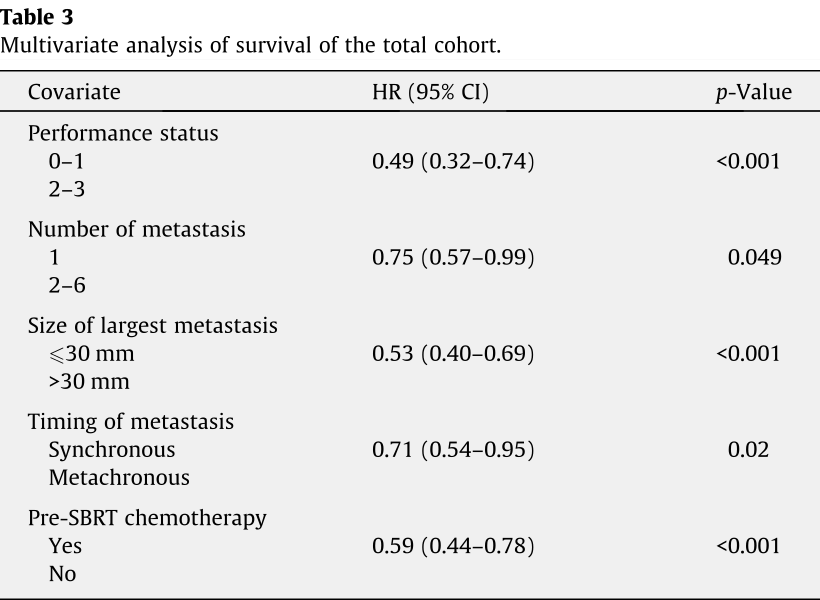 Table 3
Multivariate analysis of survival of the total cohort.
Covariate HR (95% CI) p-Value
Performance status
0–1 0.49 (0.32–0.74) <0.001
2–3
Number of metastasis
1 0.75 (0.57–0.99) 0.049
2–6
Size of largest metastasis
⩽30 mm 0.53 (0.40–0.69) <0.001
>30 mm
Timing of metastasis
Synchronous 0.71 (0.54–0.95) 0.02
Metachronous
Pre-SBRT chemotherapy
Yes 0.59 (0.44–0.78) <0.001
No